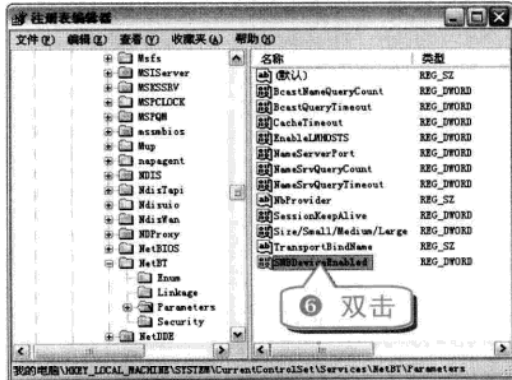 注册表编辑器
文件(F) 编辑(E) 查看(V) 收藏夹(A) 帮助(H)
Msfs
MSIServer
MSKSSRV
MSPCLOCK
MSPQM
mssmbios
Mup
napagent
NDIS
NdisTapi
Ndisuio
NdisWan
NDProxy
NetBIOS
NetBT
Enum
Linkage
Parameters
Security
NetDDE
名称 类型
(默认) REG_SZ
BcastNameQueryCount REG_DWORD
BcastQueryTimeout REG_DWORD
CacheTimeout REG_DWORD
EnableLMHOSTS REG_DWORD
NameServerPort REG_DWORD
NameSrvQueryCount REG_DWORD
NameSrvQueryTimeout REG_DWORD
NbProvider REG_SZ
SessionKeepAlive REG_DWORD
Size/Small/Medium/Large REG_DWORD
TransportBindName REG_SZ
SMBDeviceEnabled REG_DWORD
❻ 双击
我的电脑\HKEY_LOCAL_MACHINE\SYSTEM\CurrentControlSet\Services\NetBT\Parameters